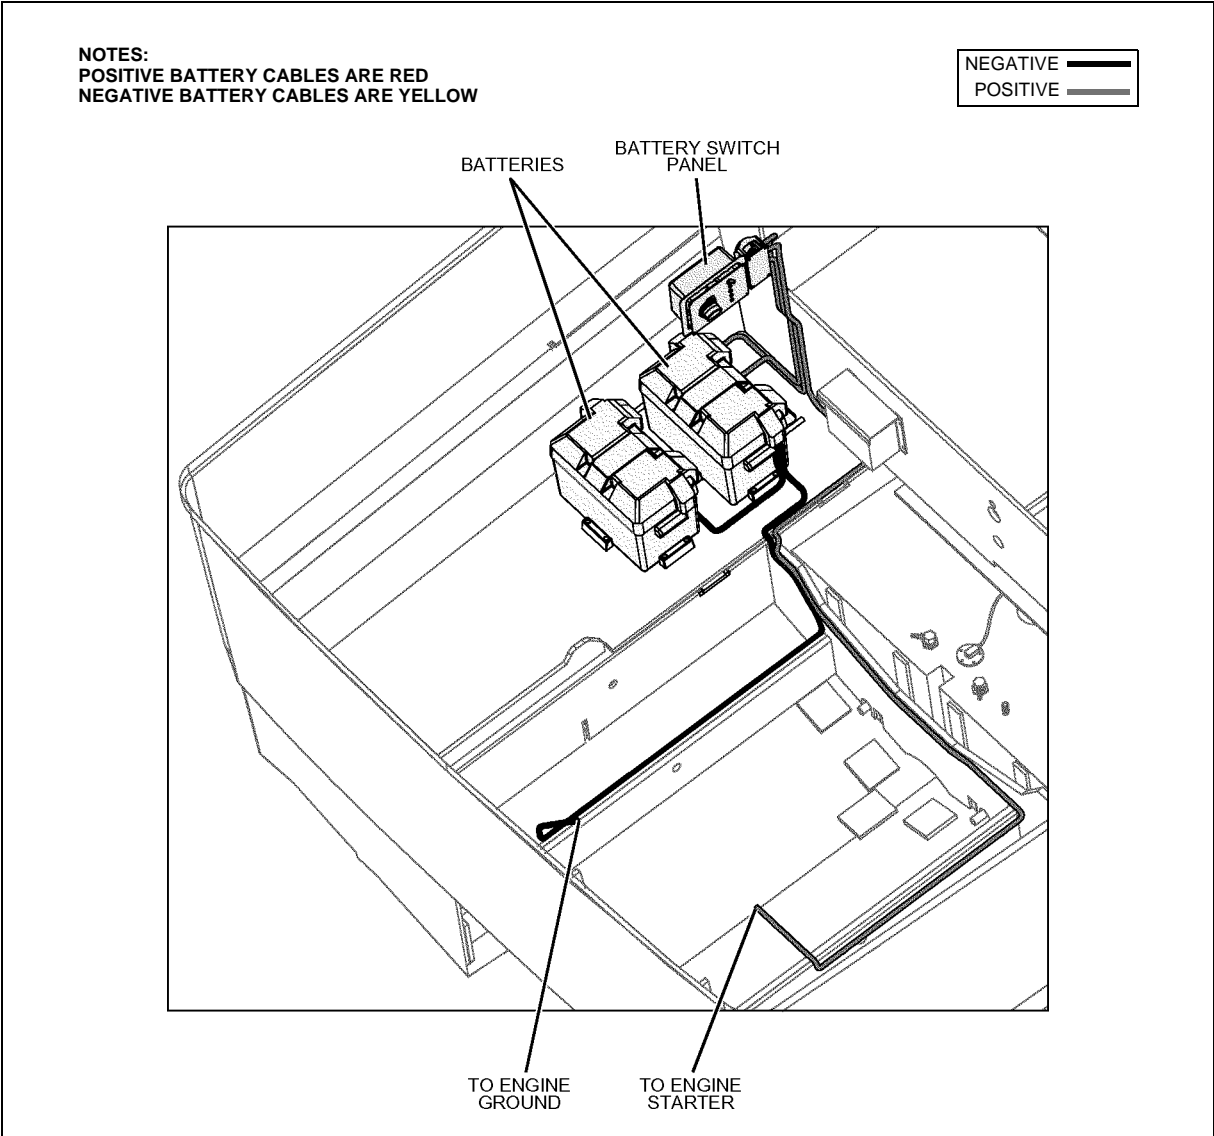 NOTES:
POSITIVE BATTERY CABLES ARE RED
NEGATIVE BATTERY CABLES ARE YELLOW
NEGATIVE
POSITIVE
BATTERIES
BATTERY SWITCH
PANEL
TO ENGINE
GROUND
TO ENGINE
STARTER